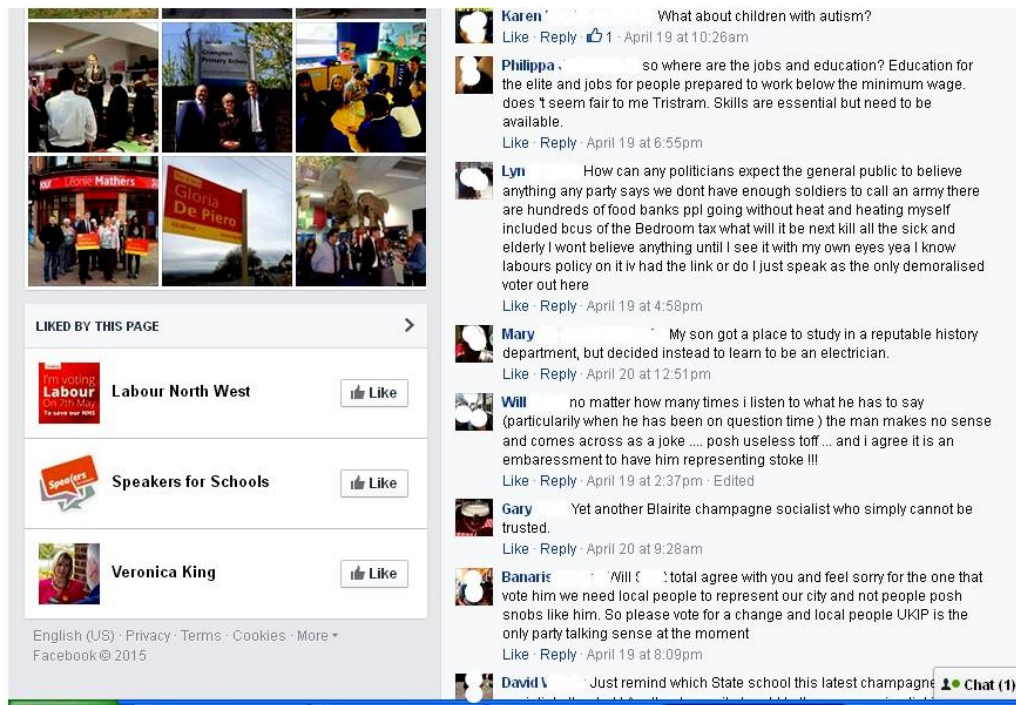 Crampton
Primary School
Léonie Mathers
Gloria
De Piero
LIKED BY THIS PAGE
I'm voting
Labour
On 7th May
To save our NHS
Labour North West
Like
Speakers
Speakers for Schools
Like
Veronica King
Like
English (US) · Privacy · Terms · Cookies · More
Facebook © 2015
Karen What about children with autism?
Like · Reply · 1 · April 19 at 10:26am
Philippa so where are the jobs and education? Education for
the elite and jobs for people prepared to work below the minimum wage.
does 't seem fair to me Tristram. Skills are essential but need to be
available.
Like · Reply · April 19 at 6:55pm
Lyn How can any politicians expect the general public to believe
anything any party says we dont have enough soldiers to call an army there
are hundreds of food banks ppl going without heat and heating myself
included bcus of the Bedroom tax what will it be next kill all the sick and
elderly I wont believe anything until I see it with my own eyes yea I know
labours policy on it iv had the link or do I just speak as the only demoralised
voter out here
Like · Reply · April 19 at 4:58pm
Mary My son got a place to study in a reputable history
department, but decided instead to learn to be an electrician.
Like · Reply · April 20 at 12:51pm
Will no matter how many times i listen to what he has to say
(particularily when he has been on question time ) the man makes no sense
and comes across as a joke .... posh useless toff ... and i agree it is an
embaressment to have him representing stoke !!!
Like · Reply · April 19 at 2:37pm · Edited
Gary Yet another Blairite champagne socialist who simply cannot be
trusted.
Like · Reply · April 20 at 9:28am
Banaris Will total agree with you and feel sorry for the one that
vote him we need local people to represent our city and not people posh
snobs like him. So please vote for a change and local people UKIP is the
only party talking sense at the moment
Like · Reply · April 19 at 8:09pm
David Just remind which State school this latest champagne
Chat (1)